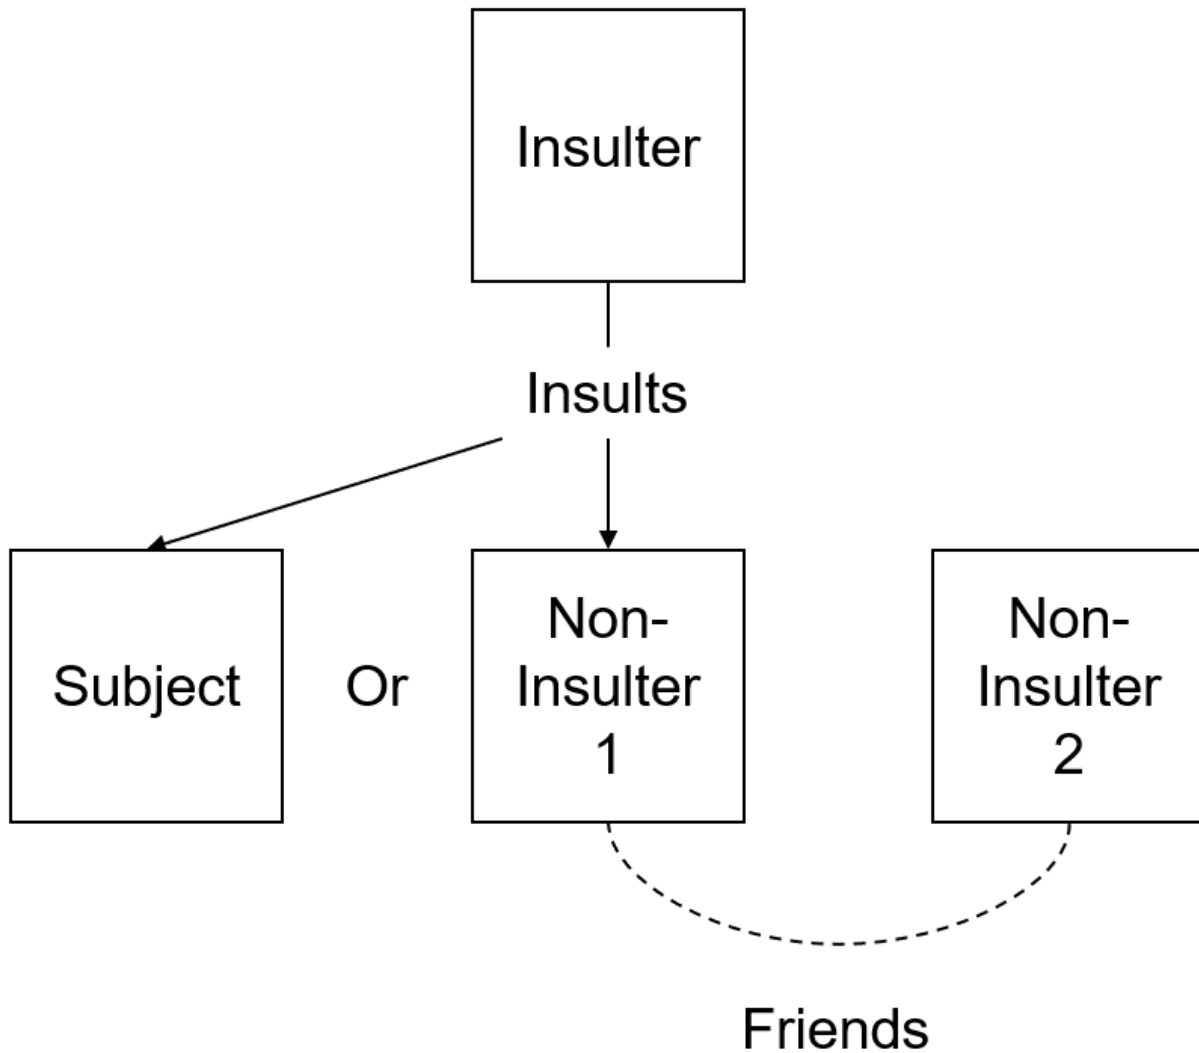 Insulter
Insults
Subject
Or
Non-
Insulter
1
Non-
Insulter
2
Friends